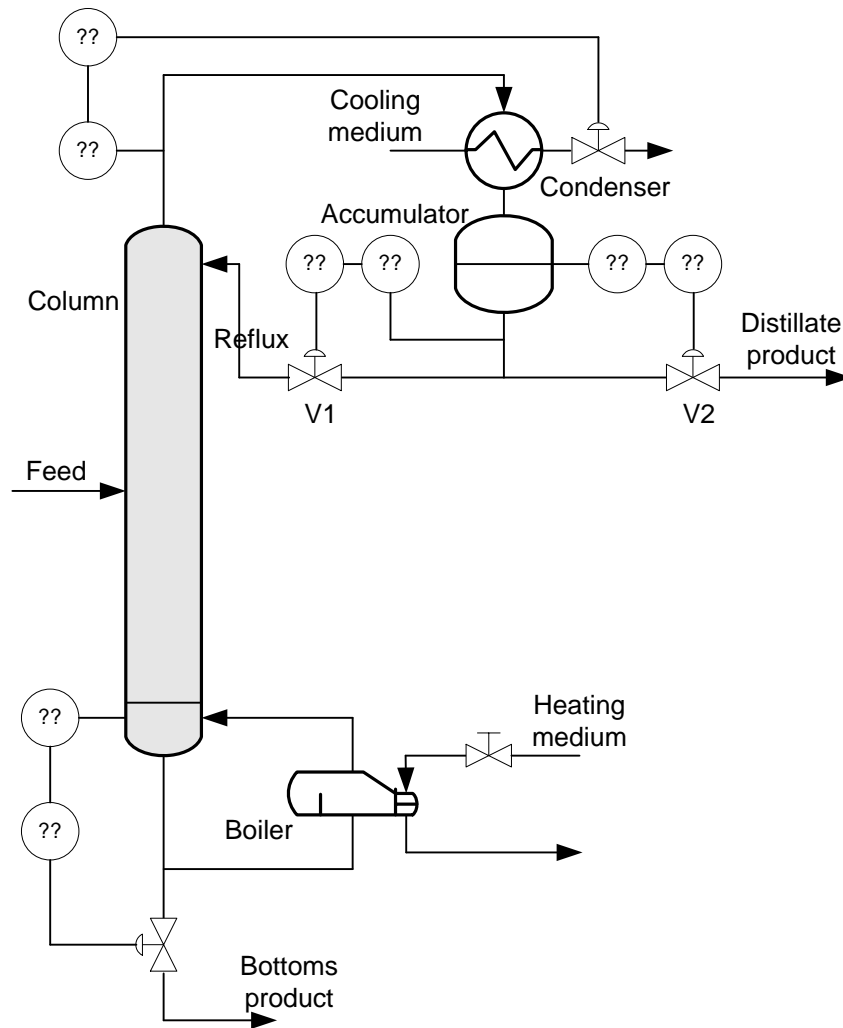 ??
Cooling
medium
??
Condenser
Accumulator
??
??
??
??
Column
Reflux
Distillate
product
V1
V2
Feed
??
Heating
medium
??
Boiler
Bottoms
product